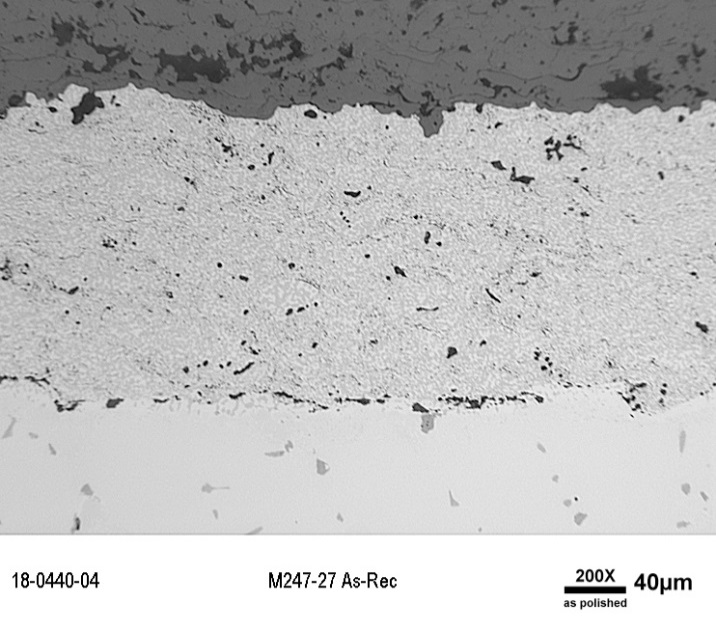 18-0440-04
M247-27 As-Rec
200X
40μm
as polished